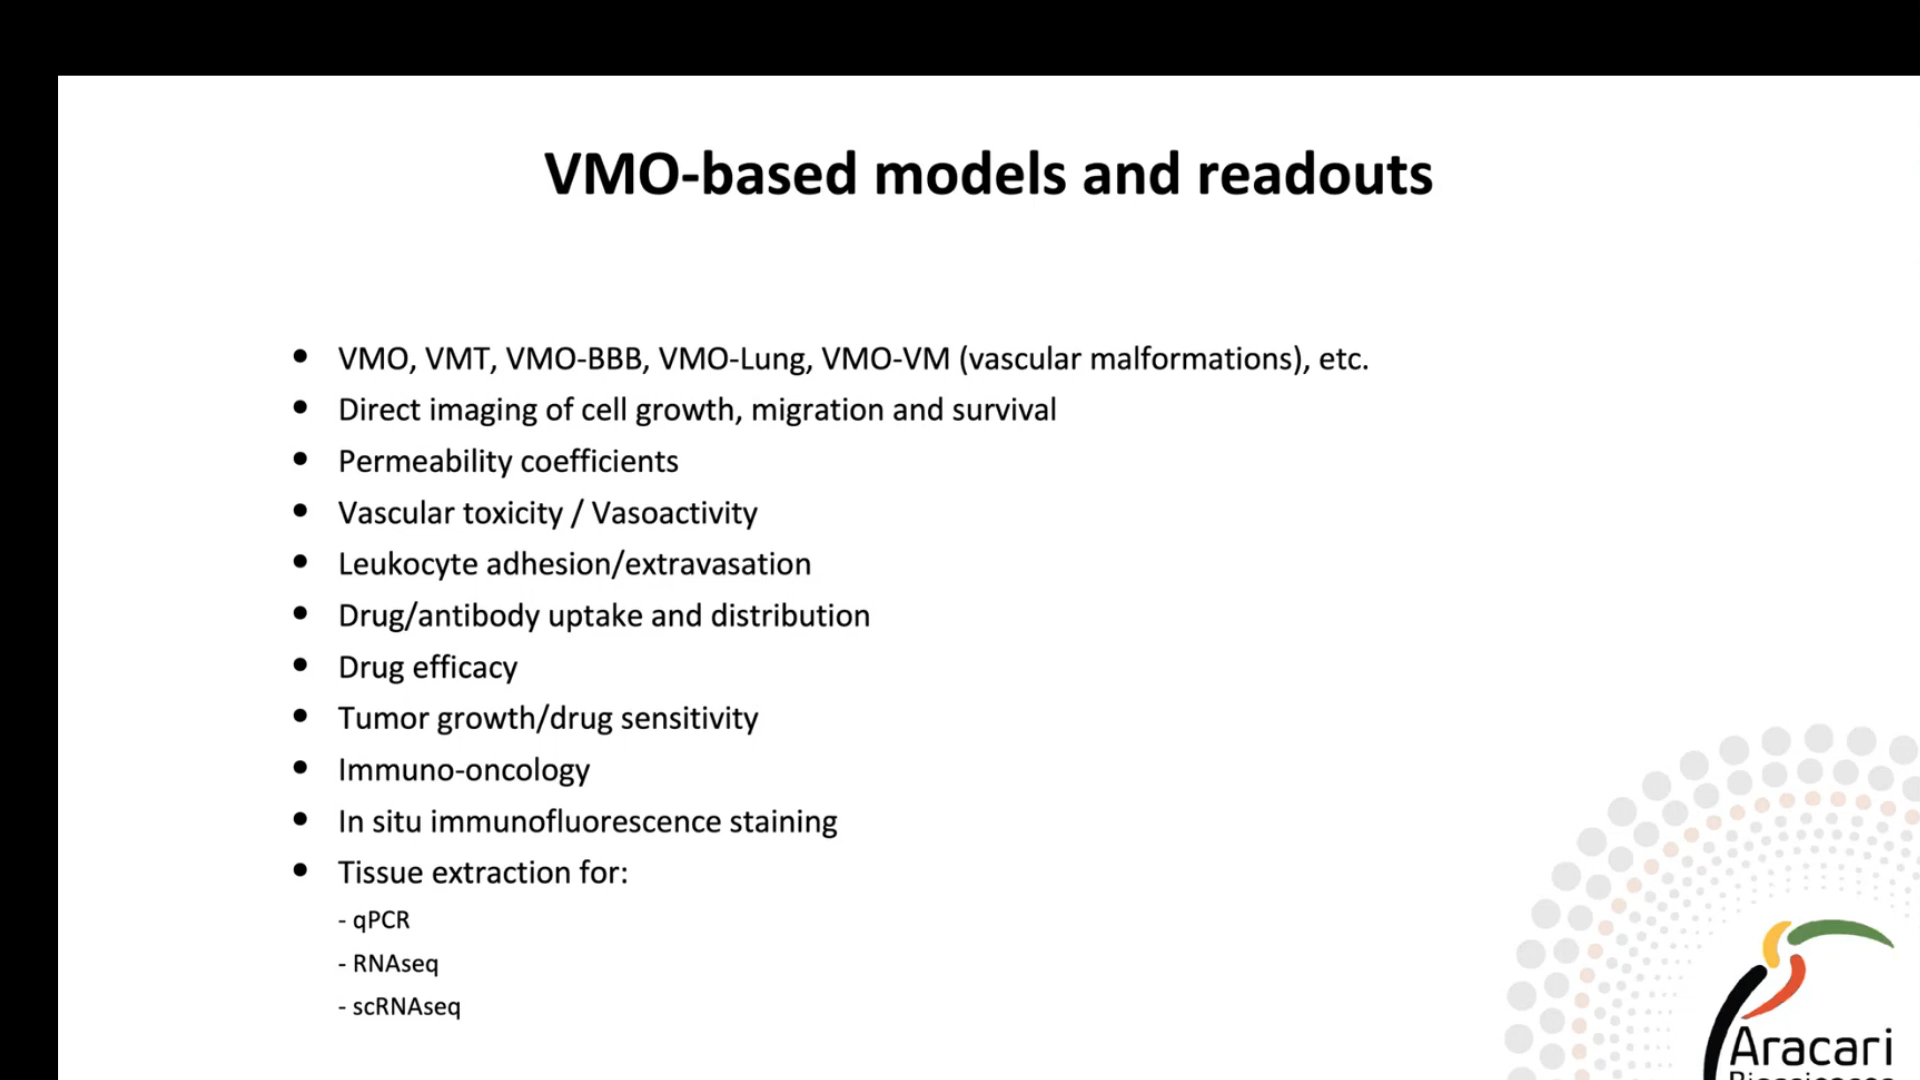 VMO-based models and readouts
• VMO, VMT, VMO-BBB, VMO-Lung, VMO-VM (vascular malformations), etc.
• Direct imaging of cell growth, migration and survival
• Permeability coefficients
• Vascular toxicity / Vasoactivity
• Leukocyte adhesion/extravasation
• Drug/antibody uptake and distribution
• Drug efficacy
• Tumor growth/drug sensitivity
• Immuno-oncology
• In situ immunofluorescence staining
• Tissue extraction for:
- qPCR
- RNAseq
- scRNAseq
Aracari